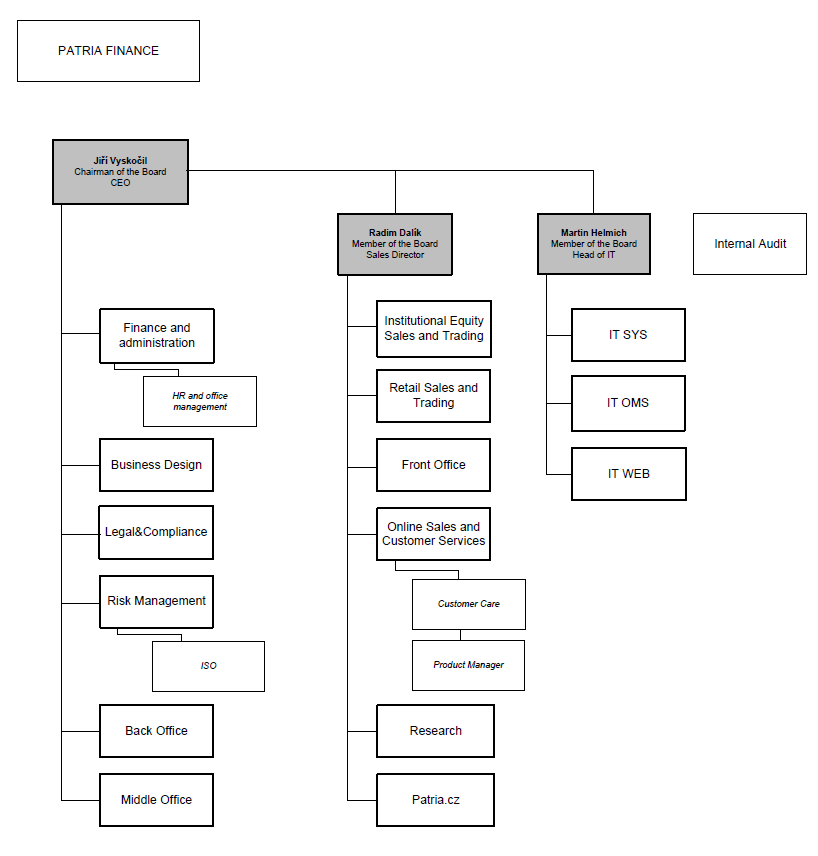 PATRIA FINANCE
Jiří Vyskočil
Chairman of the Board
CEO
Radim Dalík
Member of the Board
Sales Director
Martin Helmich
Member of the Board
Head of IT
Internal Audit
Finance and
administration
HR and office
management
Business Design
Legal&Compliance
Risk Management
ISO
Back Office
Middle Office
Institutional Equity
Sales and Trading
Retail Sales and
Trading
Front Office
Online Sales and
Customer Services
Customer Care
Product Manager
Research
Patria.cz
IT SYS
IT OMS
IT WEB